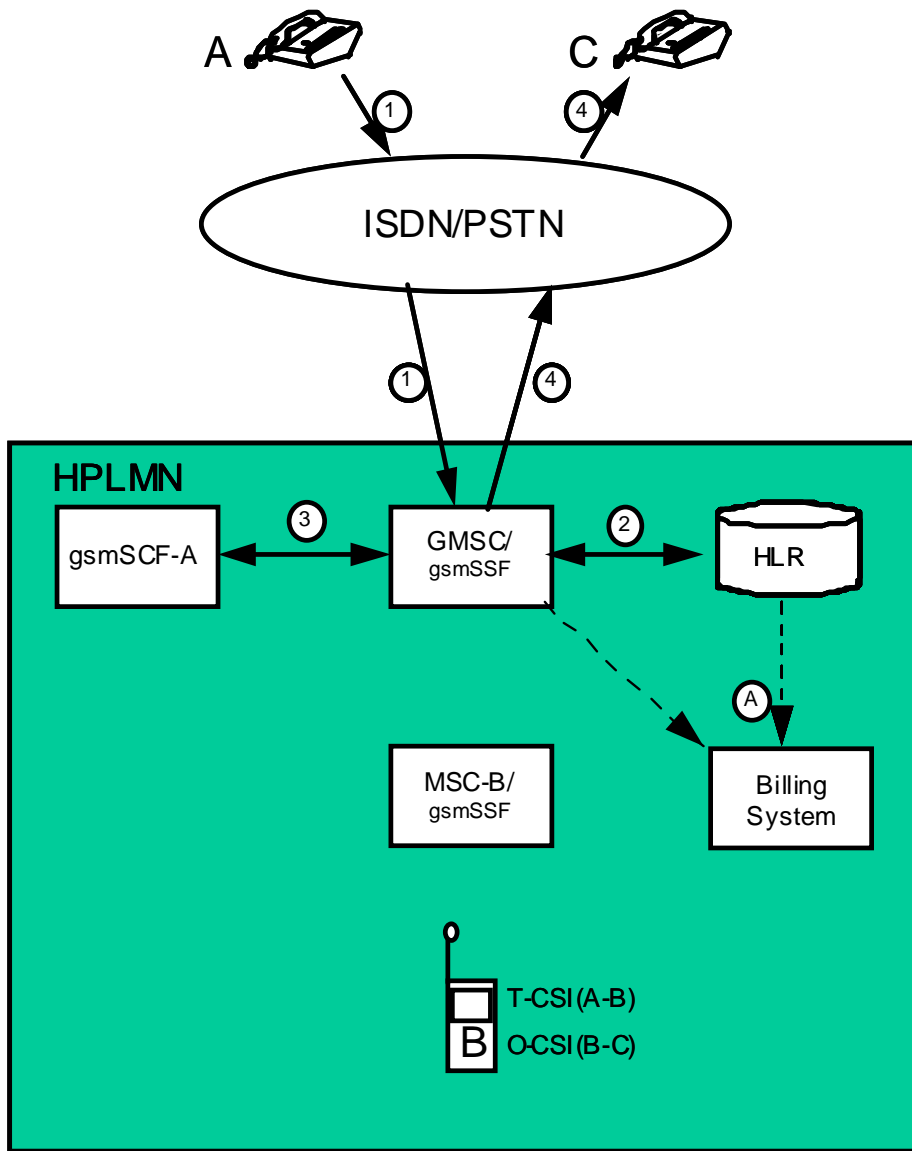 A
C
1
4
ISDN/PSTN
1
4
HPLMN
gsmSCF-A
3
GMSC/
gsmSSF
2
HLR
A
MSC-B/
gsmSSF
Billing
System
T-CSI(A-B)
B
O-CSI(B-C)